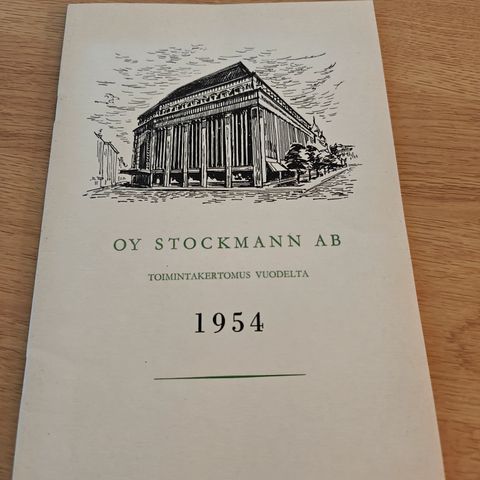 OY STOCKMANN AB
TOIMINTAKERTOMUS VUODELTA
1954